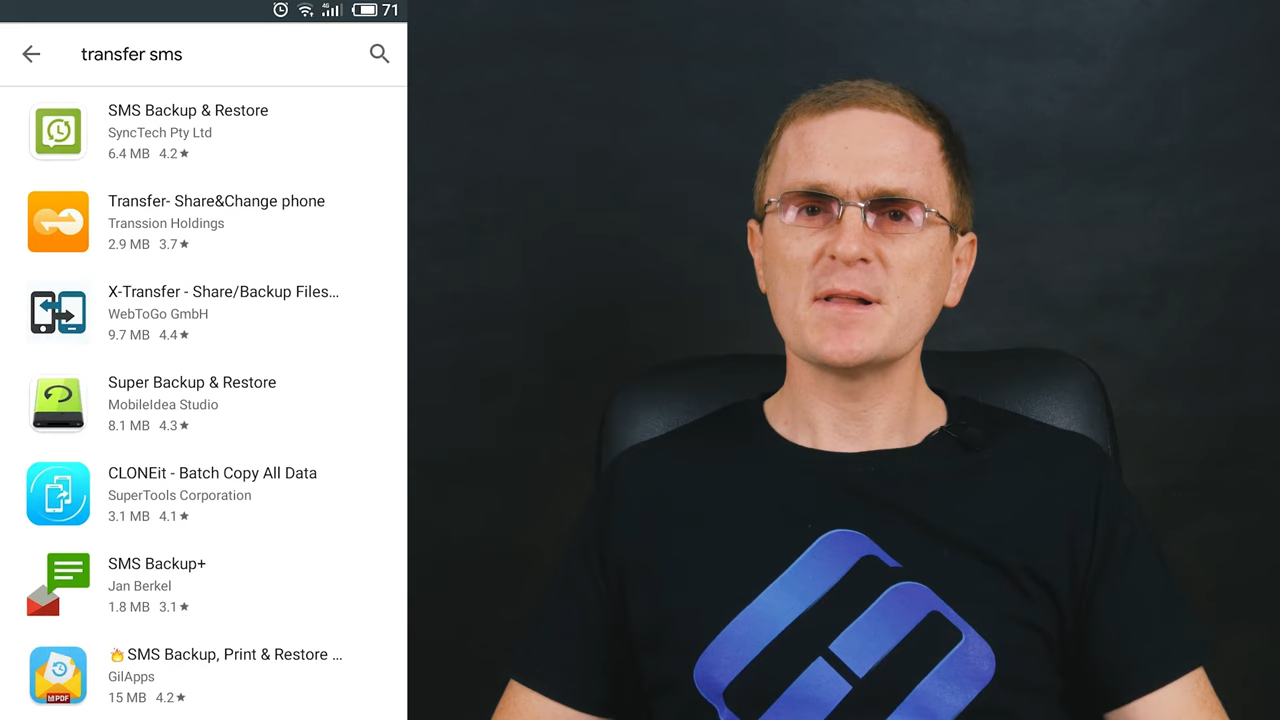 4G 71
transfer sms
SMS Backup & Restore
SyncTech Pty Ltd
6.4 MB 4.2★
Transfer- Share&Change phone
Transsion Holdings
2.9 MB 3.7★
X-Transfer - Share/Backup Files…
WebToGo GmbH
9.7 MB 4.4★
Super Backup & Restore
MobileIdea Studio
8.1 MB 4.3★
CLONEit - Batch Copy All Data
SuperTools Corporation
3.1 MB 4.1★
SMS Backup+
Jan Berkel
1.8 MB 3.1★
🔥SMS Backup, Print & Restore …
GilApps
15 MB 4.2★
PDF